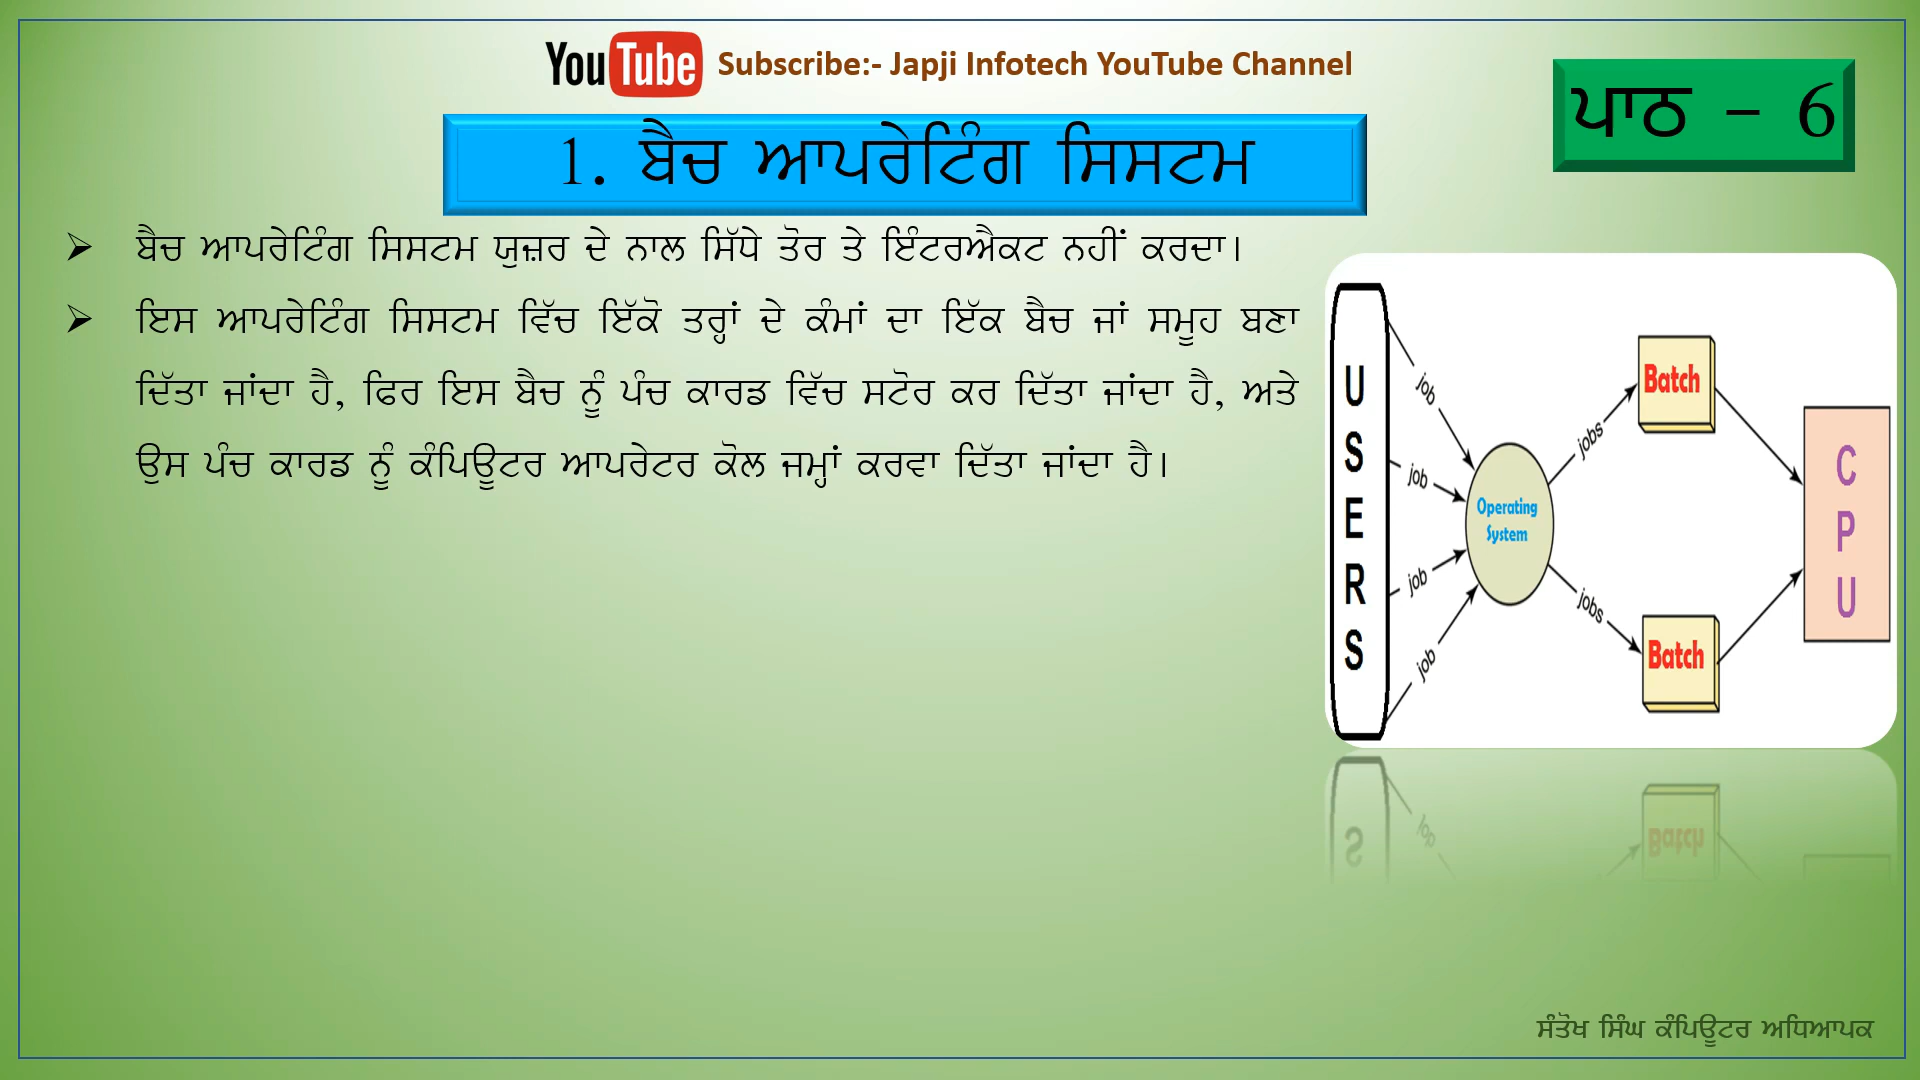 YouTube Subscribe:- Japji Infotech YouTube Channel
ਪਾਠ – 6
1. ਬੈਚ ਆਪਰੇਟਿੰਗ ਸਿਸਟਮ
➢ ਬੈਚ ਆਪਰੇਟਿੰਗ ਸਿਸਟਮ ਯੁਜ਼ਰ ਦੇ ਨਾਲ ਸਿੱਧੇ ਤੋਰ ਤੇ ਇੰਟਰਐਕਟ ਨਹੀਂ ਕਰਦਾ।
➢ ਇਸ ਆਪਰੇਟਿੰਗ ਸਿਸਟਮ ਵਿੱਚ ਇੱਕੋ ਤਰ੍ਹਾਂ ਦੇ ਕੰਮਾਂ ਦਾ ਇੱਕ ਬੈਚ ਜਾਂ ਸਮੂਹ ਬਣਾ
ਦਿੱਤਾ ਜਾਂਦਾ ਹੈ, ਫਿਰ ਇਸ ਬੈਚ ਨੂੰ ਪੰਚ ਕਾਰਡ ਵਿੱਚ ਸਟੋਰ ਕਰ ਦਿੱਤਾ ਜਾਂਦਾ ਹੈ, ਅਤੇ
ਉਸ ਪੰਚ ਕਾਰਡ ਨੂੰ ਕੰਪਿਊਟਰ ਆਪਰੇਟਰ ਕੋਲ ਜਮ੍ਹਾਂ ਕਰਵਾ ਦਿੱਤਾ ਜਾਂਦਾ ਹੈ।
USERS
job
job
job
job
Operating
System
jobs
jobs
Batch
Batch
CPU
ਸੰਤੋਖ ਸਿੰਘ ਕੰਪਿਊਟਰ ਅਧਿਆਪਕ